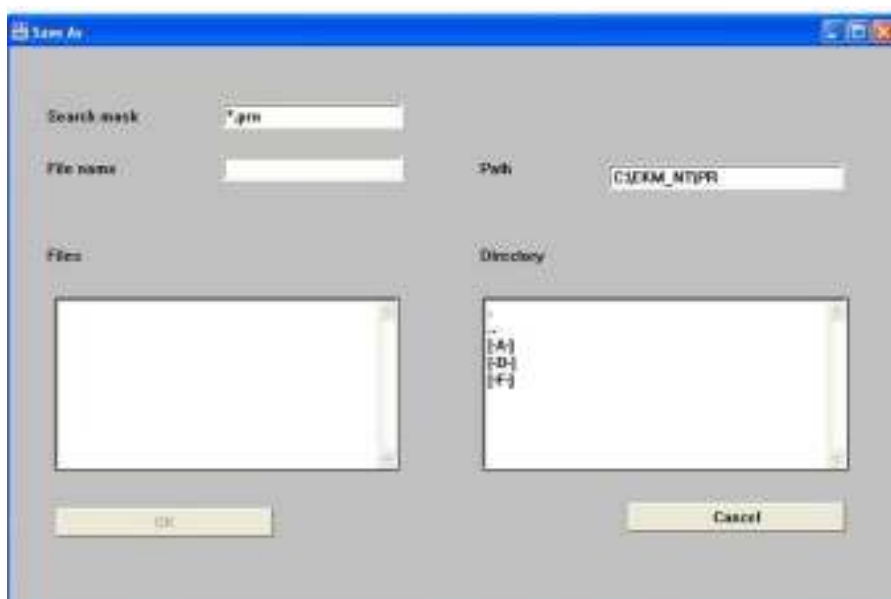 Save As
Search mask
*.prn
File name
Path
C:\EKM_NT\PR
Files
Directory
.
..
[-A-]
[-D-]
[-F-]
OK
Cancel